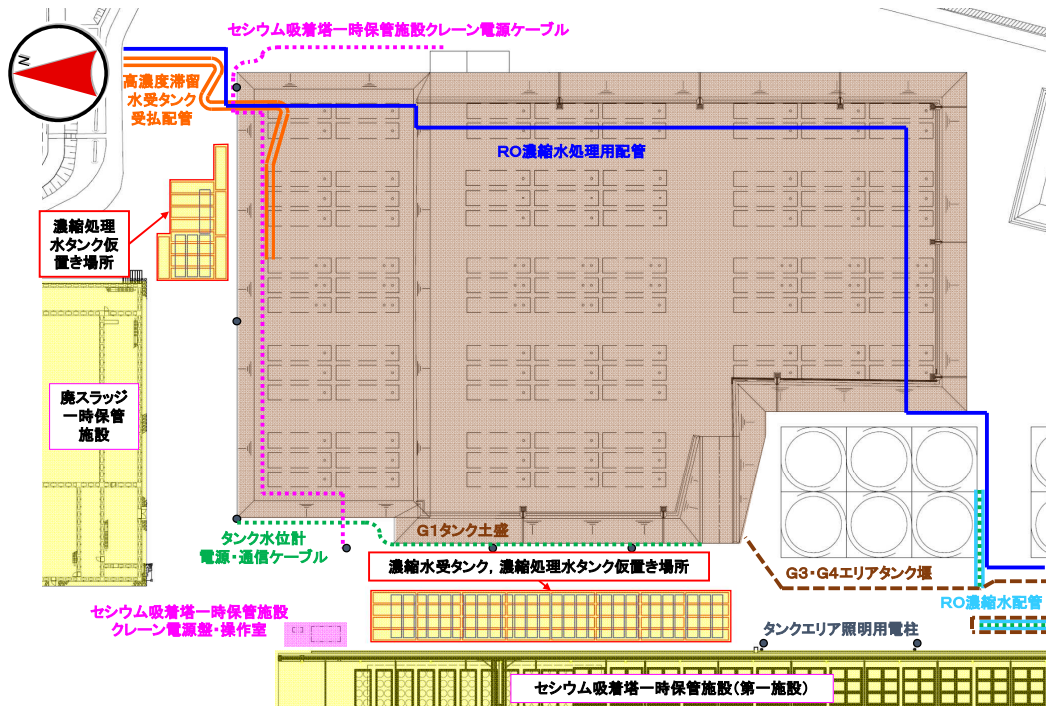 セシウム吸着塔一時保管施設クレーン電源ケーブル
N
高濃度滞留
水受タンク
受払配管
RO濃縮水処理用配管
濃縮処理
水タンク仮
置き場所
廃スラッジ
一時保管
施設
G1タンク土盛
タンク水位計
電源・通信ケーブル
濃縮水受タンク, 濃縮処理水タンク仮置き場所
G3・G4エリアタンク堰
RO濃縮水配管
セシウム吸着塔一時保管施設
クレーン電源盤・操作室
タンクエリア照明用電柱
セシウム吸着塔一時保管施設(第一施設)